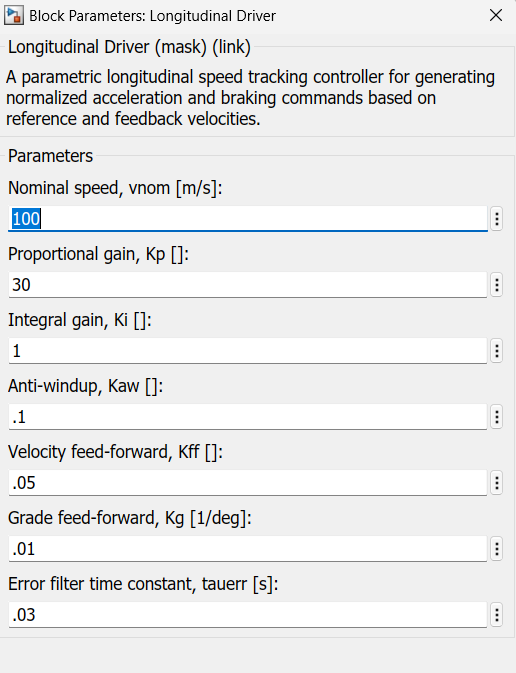 Block Parameters: Longitudinal Driver
Longitudinal Driver (mask) (link)
A parametric longitudinal speed tracking controller for generating
normalized acceleration and braking commands based on
reference and feedback velocities.
Parameters
Nominal speed, vnom [m/s]:
100
Proportional gain, Kp []:
30
Integral gain, Ki []:
1
Anti-windup, Kaw []:
.1
Velocity feed-forward, Kff []:
.05
Grade feed-forward, Kg [1/deg]:
.01
Error filter time constant, tauerr [s]:
.03